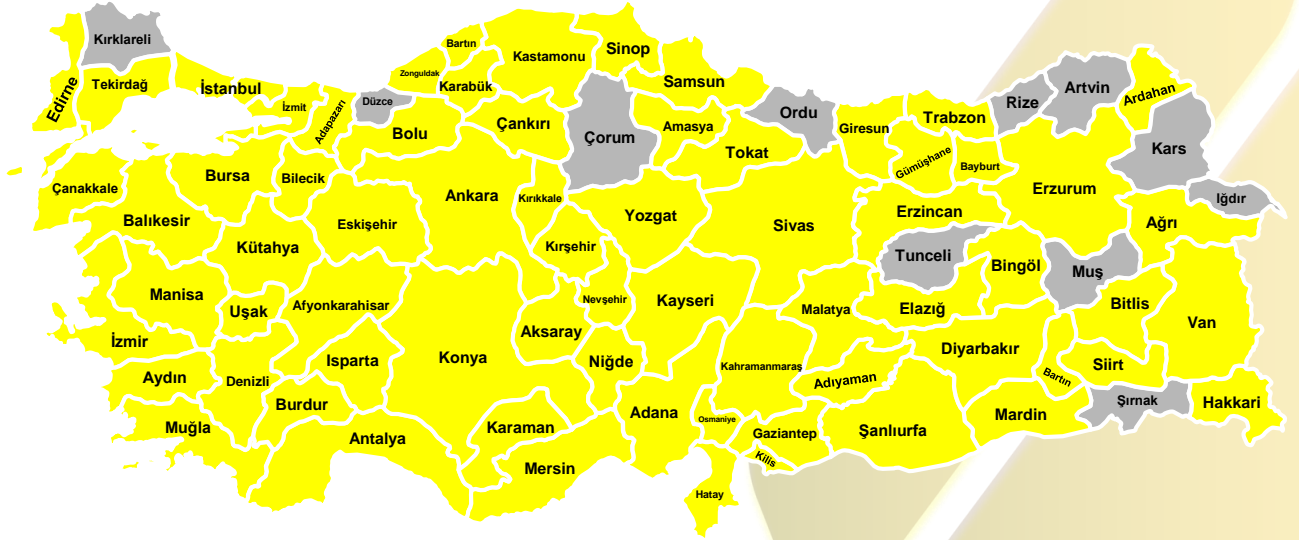 Kırklareli
Edirne
Tekirdağ
İstanbul
İzmit
Adapazarı
Düzce
Zonguldak
Bartın
Karabük
Kastamonu
Sinop
Samsun
Bolu
Çankırı
Çorum
Amasya
Tokat
Ordu
Giresun
Trabzon
Gümüşhane
Bayburt
Rize
Artvin
Ardahan
Kars
Iğdır
Çanakkale
Balıkesir
Bursa
Bilecik
Eskişehir
Ankara
Kırıkkale
Yozgat
Sivas
Erzincan
Erzurum
Ağrı
Kütahya
Kırşehir
Tunceli
Bingöl
Muş
Manisa
Uşak
Afyonkarahisar
Nevşehir
Kayseri
Malatya
Elazığ
Bitlis
Van
İzmir
Aksaray
Konya
Isparta
Niğde
Kahramanmaraş
Diyarbakır
Siirt
Aydın
Denizli
Adıyaman
Bartın
Burdur
Muğla
Antalya
Karaman
Adana
Osmaniye
Gaziantep
Şanlıurfa
Mardin
Şırnak
Hakkari
Mersin
Kilis
Hatay